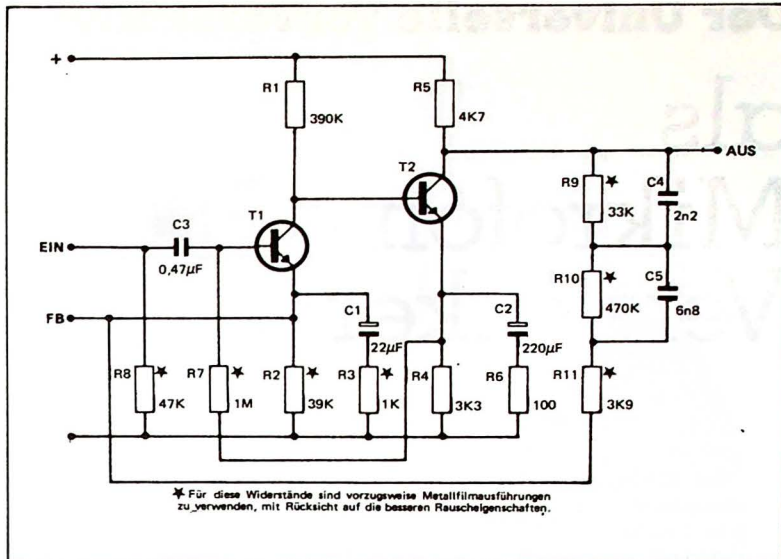 +
R1
390K
R5
4K7
AUS
T2
R9 ★
33K
C4
2n2
T1
C3
0,47µF
EIN
R10 ★
470K
C5
6n8
FB
C1
22µF
C2
220µF
R8 ★
47K
R7 ★
1M
R2 ★
39K
R3 ★
1K
R4
3K3
R6
100
R11 ★
3K9
★ Für diese Widerstände sind vorzugsweise Metallfilmausführungen
zu verwenden, mit Rücksicht auf die besseren Rauscheigenschaften.